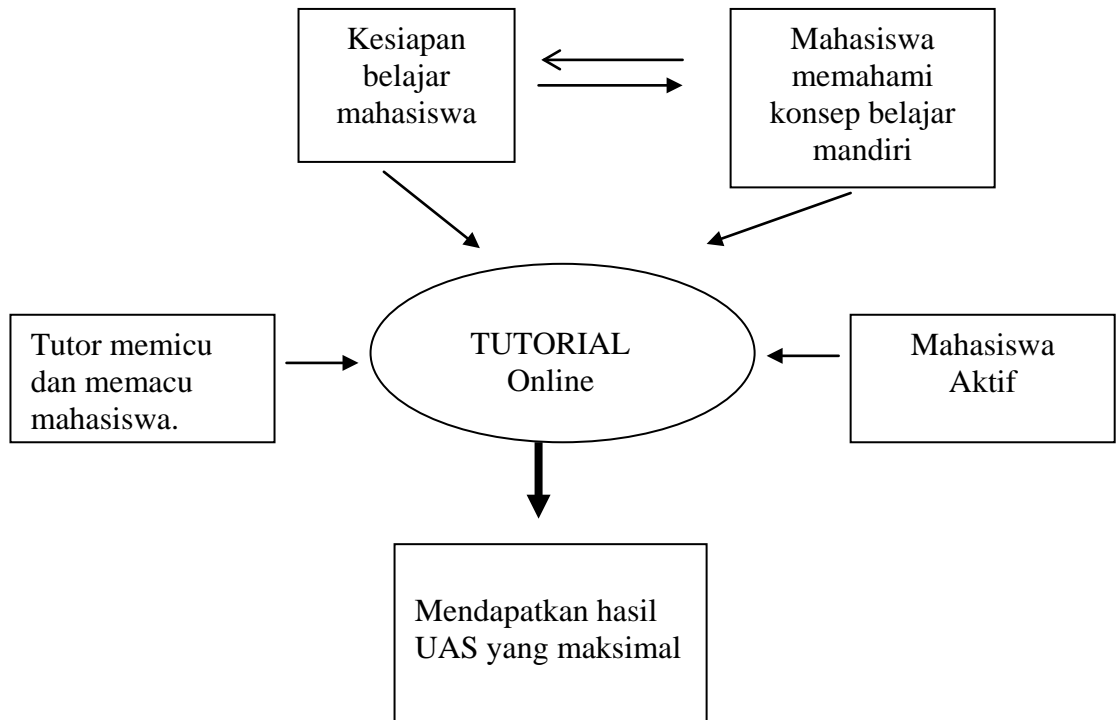 Kesiapan
belajar
mahasiswa
Mahasiswa
memahami
konsep belajar
mandiri
Tutor memicu
dan memacu
mahasiswa.
TUTORIAL
Online
Mahasiswa
Aktif
Mendapatkan hasil
UAS yang maksimal